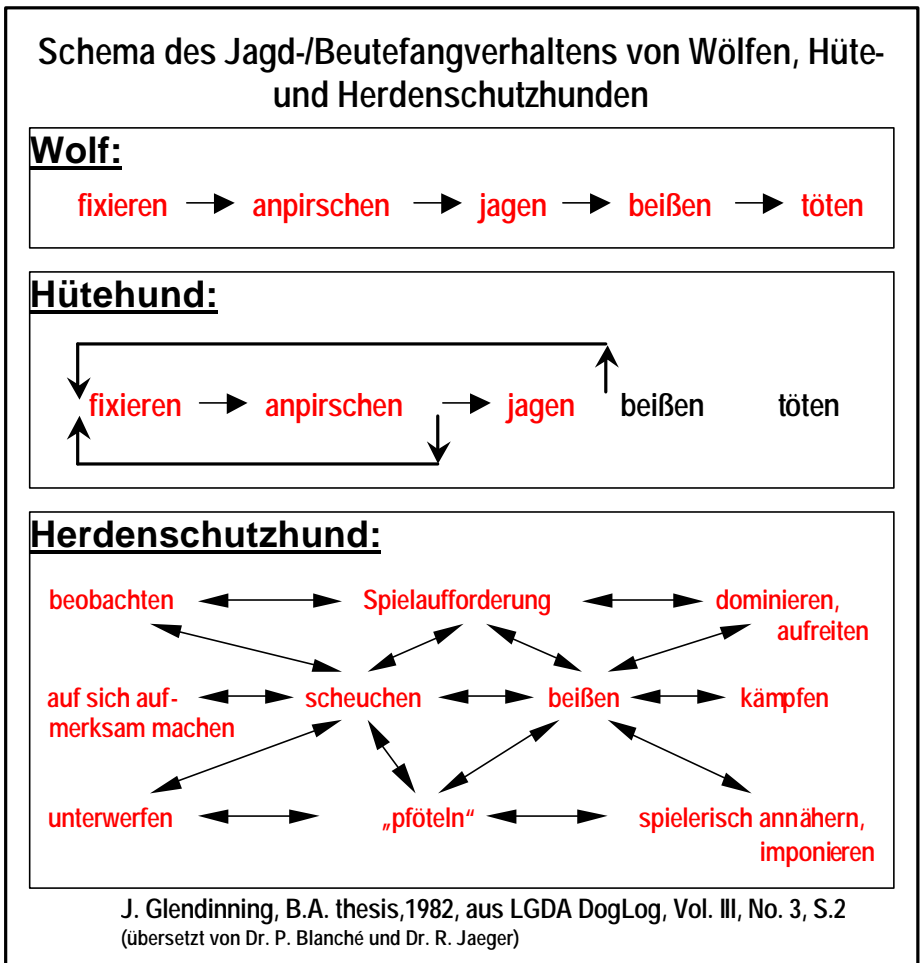 Schema des Jagd-/Beutefangverhaltens von Wölfen, Hüte-
und Herdenschutzhunden
Wolf:
fixieren anpirschen jagen beißen töten
Hütehund:
fixieren anpirschen jagen beißen töten
Herdenschutzhund:
beobachten Spielaufforderung dominieren,
aufreiten
auf sich auf- scheuchen beißen kämpfen
merksam machen
unterwerfen „pföteln“ spielerisch annähern,
imponieren
J. Glendinning, B.A. thesis,1982, aus LGDA DogLog, Vol. III, No. 3, S.2
(übersetzt von Dr. P. Blanché und Dr. R. Jaeger)